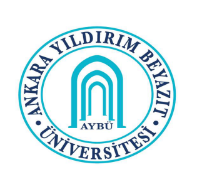 • ANKARA YILDIRIM BEYAZIT •
ÜNİVERSİTESİ
AYBÜ